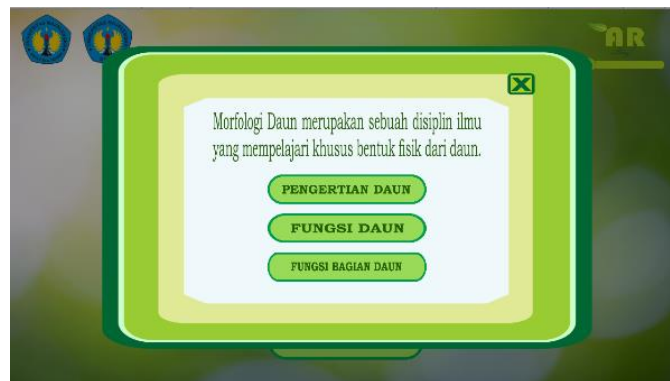 AR
X
Morfologi Daun merupakan sebuah disiplin ilmu
yang mempelajari khusus bentuk fisik dari daun.
PENGERTIAN DAUN
FUNGSI DAUN
FUNGSI BAGIAN DAUN